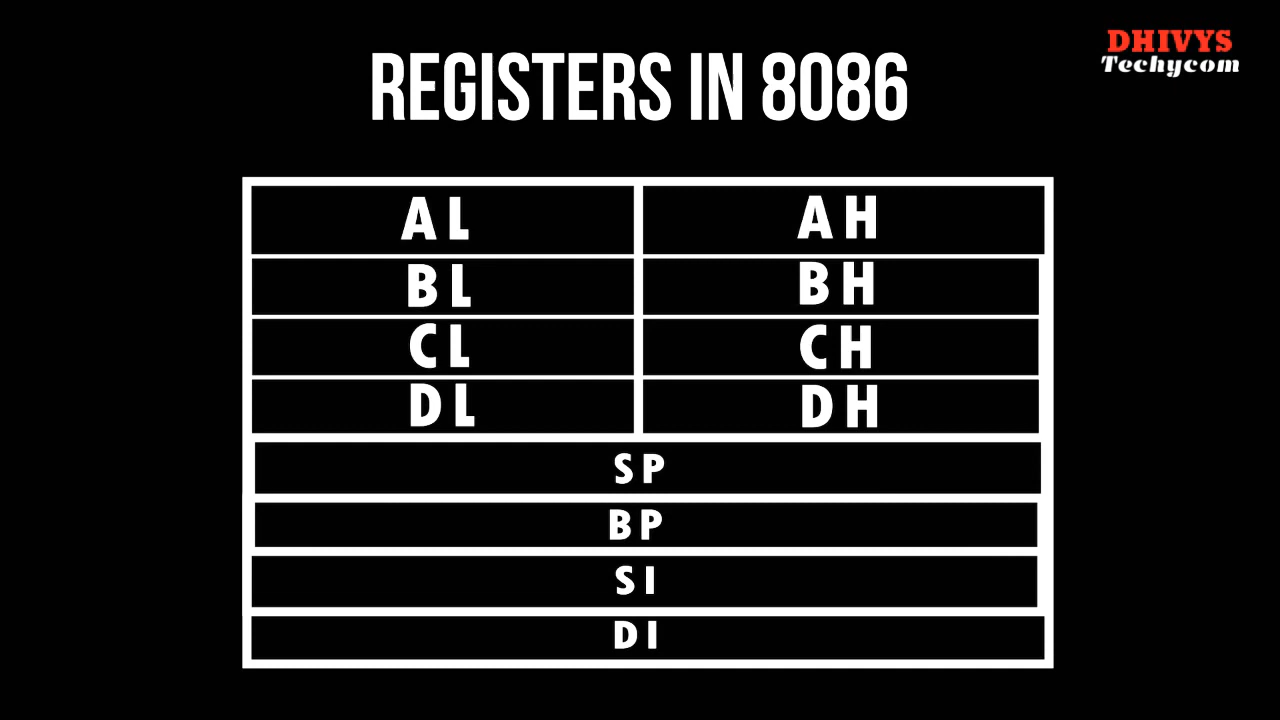 DHIVYS
Techycom
REGISTERS IN 8086
AL AH
BL BH
CL CH
DL DH
SP
BP
SI
DI